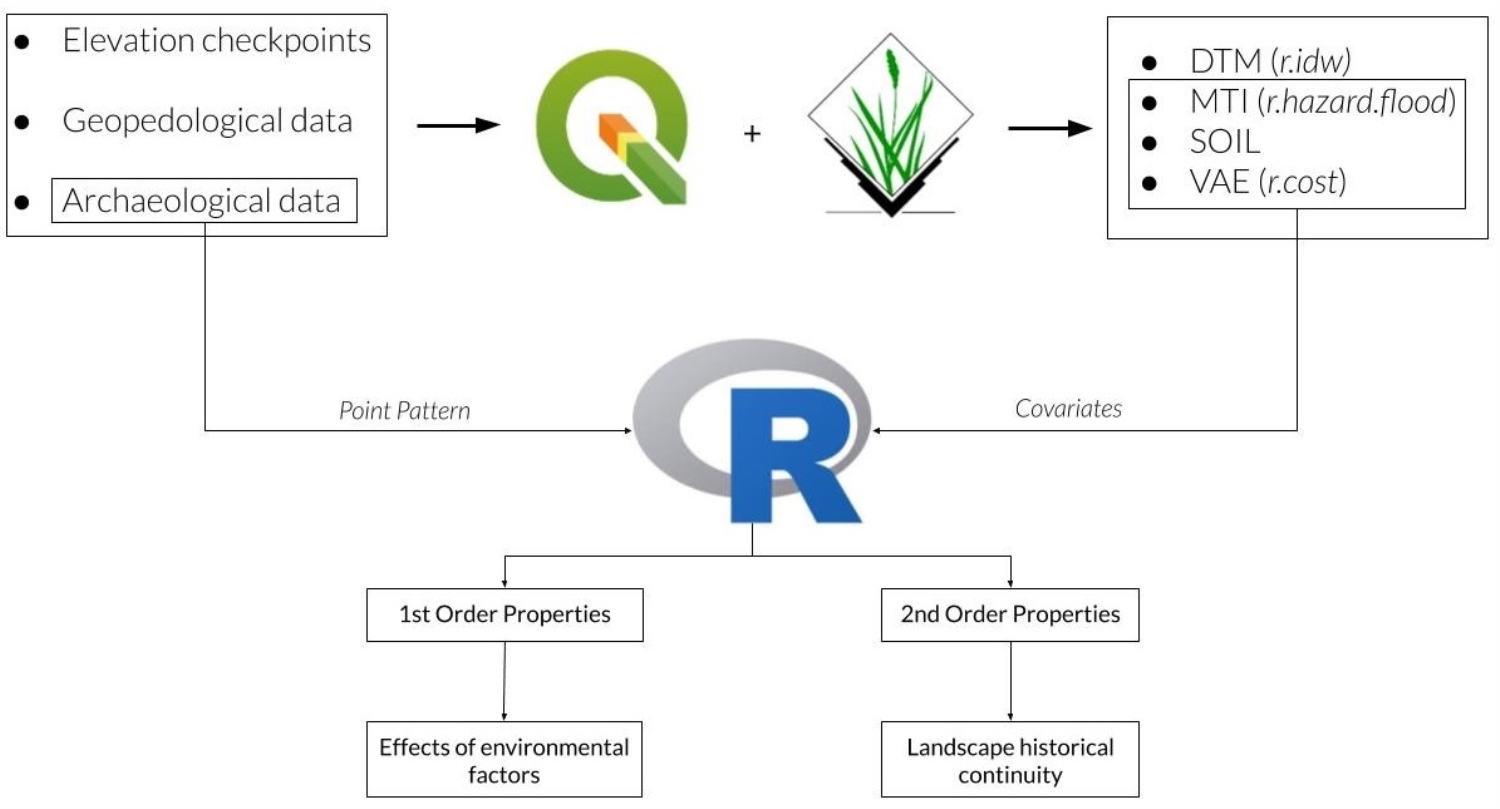 Elevation checkpoints
Geopedological data
Archaeological data
+
DTM (r.idw)
MTI (r.hazard.flood)
SOIL
VAE (r.cost)
Point Pattern
R
Covariates
1st Order Properties
2nd Order Properties
Effects of environmental
factors
Landscape historical
continuity